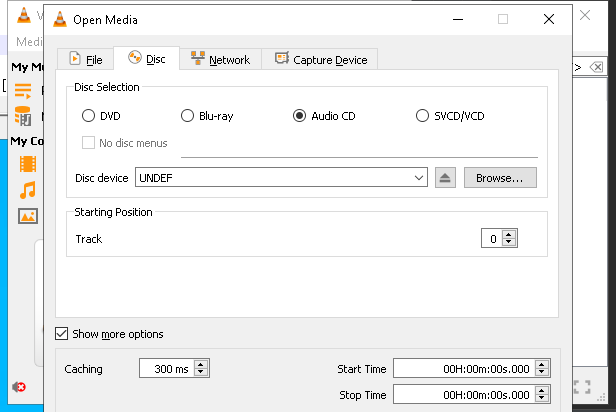 Open Media
Medi
File
Disc
Network
Capture Device
My M
Disc Selection
DVD
Blu-ray
Audio CD
SVCD/VCD
No disc menus
My Co
Disc device
UNDEF
Browse...
Starting Position
Track
0
Show more options
Caching
300 ms
Start Time
00H:00m:00s.000
Stop Time
00H:00m:00s.000